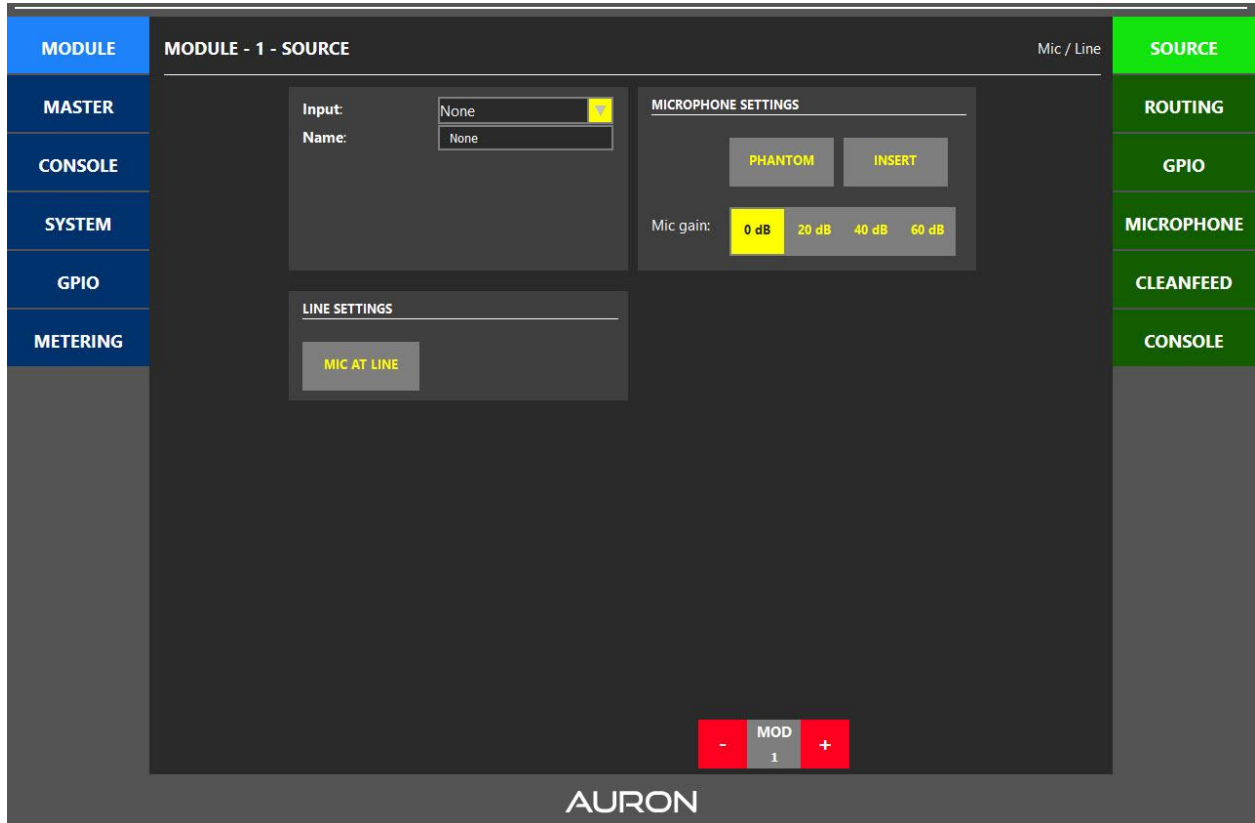 MODULE
MASTER
CONSOLE
SYSTEM
GPIO
METERING
MODULE - 1 - SOURCE
Mic / Line
Input:
None
Name:
None
MICROPHONE SETTINGS
PHANTOM
INSERT
Mic gain:
0 dB
20 dB
40 dB
60 dB
LINE SETTINGS
MIC AT LINE
-
MOD
1
+
SOURCE
ROUTING
GPIO
MICROPHONE
CLEANFEED
CONSOLE
AURON